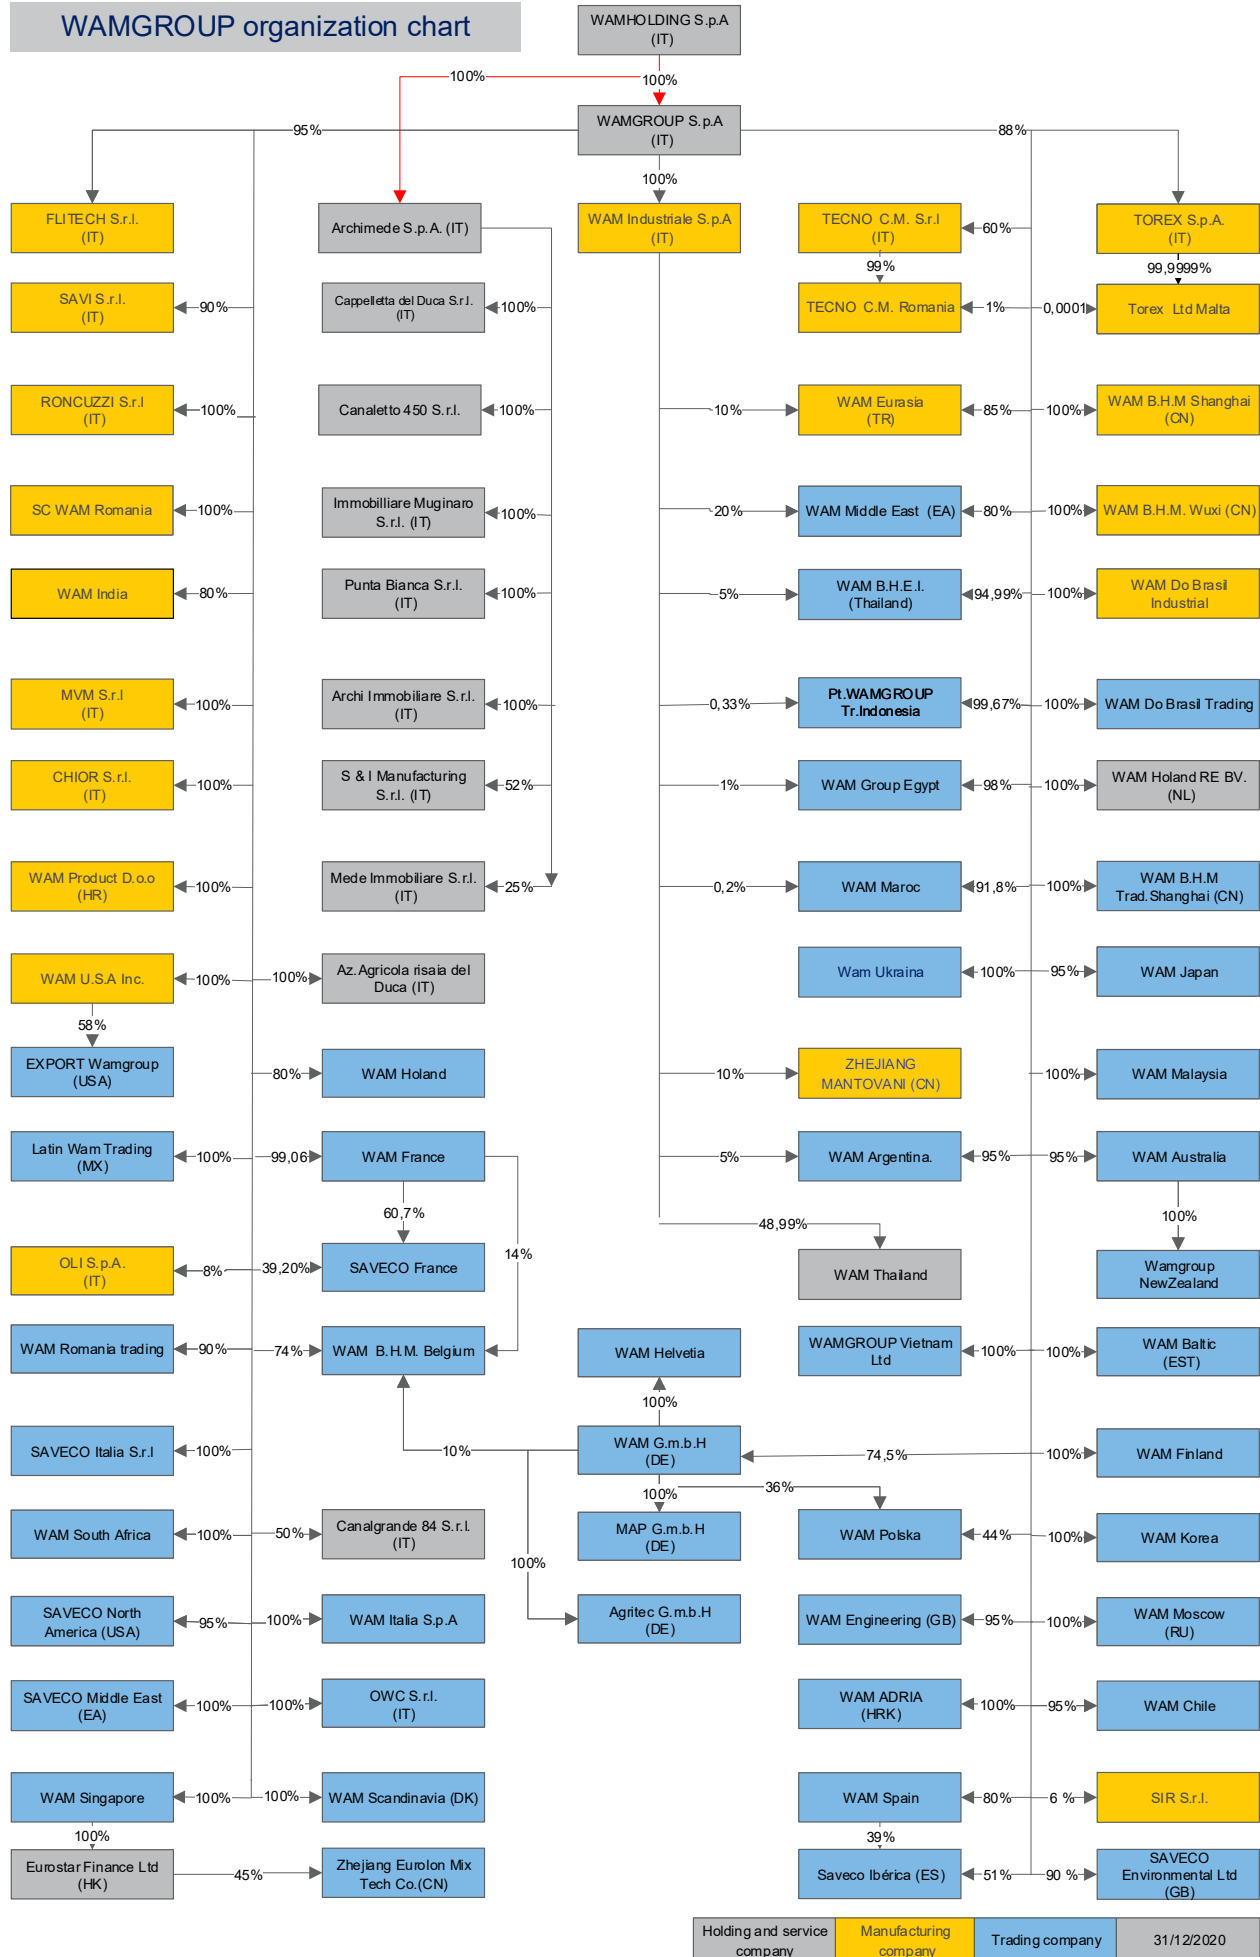 WAMGROUP organization chart
WAMHOLDING S.p.A
(IT)
100%
100%
WAMGROUP S.p.A
(IT)
95%
88%
100%
FLITECH S.r.l.
(IT)
Archimede S.p.A. (IT)
WAM Industriale S.p.A
(IT)
TECNO C.M. S.r.l
(IT)
60%
TOREX S.p.A.
(IT)
99%
99,9999%
SAVI S.r.l.
(IT)
90%
Cappelletta del Duca S.r.l.
(IT)
100%
TECNO C.M. Romania
1%
0,0001
Torex Ltd Malta
RONCUZZI S.r.l
(IT)
100%
Canaletto 450 S.r.l.
100%
10%
WAM Eurasia
(TR)
85%
100%
WAM B.H.M Shanghai
(CN)
SC WAM Romania
100%
Immobilliare Muginaro
S.r.l. (IT)
100%
20%
WAM Middle East (EA)
80%
100%
WAM B.H.M. Wuxi (CN)
WAM India
80%
Punta Bianca S.r.l.
(IT)
100%
5%
WAM B.H.E.I.
(Thailand)
94,99%
100%
WAM Do Brasil
Industrial
MVM S.r.l
(IT)
100%
Archi Immobiliare S.r.l.
(IT)
100%
0,33%
Pt.WAMGROUP
Tr.Indonesia
99,67%
100%
WAM Do Brasil Trading
CHIOR S.r.l.
(IT)
100%
S & I Manufacturing
S.r.l. (IT)
52%
1%
WAM Group Egypt
98%
100%
WAM Holand RE BV.
(NL)
WAM Product D.o.o
(HR)
100%
Mede Immobiliare S.r.l.
(IT)
25%
0,2%
WAM Maroc
91,8%
100%
WAM B.H.M
Trad.Shanghai (CN)
WAM U.S.A Inc.
100%
100%
Az.Agricola risaia del
Duca (IT)
Wam Ukraina
100%
95%
WAM Japan
58%
EXPORT Wamgroup
(USA)
80%
WAM Holand
10%
ZHEJIANG
MANTOVANI (CN)
100%
WAM Malaysia
Latin Wam Trading
(MX)
100%
99,06
WAM France
5%
WAM Argentina.
95%
95%
WAM Australia
60,7%
14%
48,99%
100%
OLI S.p.A.
(IT)
8%
39,20%
SAVECO France
WAM Thailand
Wamgroup
NewZealand
WAM Romania trading
90%
74%
WAM B.H.M. Belgium
WAM Helvetia
WAMGROUP Vietnam
Ltd
100%
100%
WAM Baltic
(EST)
100%
SAVECO Italia S.r.l
100%
10%
WAM G.m.b.H
(DE)
74,5%
100%
WAM Finland
100%
36%
WAM South Africa
100%
50%
Canalgrande 84 S.r.l.
(IT)
MAP G.m.b.H
(DE)
WAM Polska
44%
100%
WAM Korea
100%
SAVECO North
America (USA)
95%
100%
WAM Italia S.p.A
Agritec G.m.b.H
(DE)
WAM Engineering (GB)
95%
100%
WAM Moscow
(RU)
SAVECO Middle East
(EA)
100%
100%
OWC S.r.l.
(IT)
WAM ADRIA
(HRK)
100%
95%
WAM Chile
WAM Singapore
100%
100%
WAM Scandinavia (DK)
WAM Spain
80%
6 %
SIR S.r.l.
100%
39%
Eurostar Finance Ltd
(HK)
45%
Zhejiang Eurolon Mix
Tech Co.(CN)
Saveco Ibérica (ES)
51%
90 %
SAVECO
Environmental Ltd
(GB)
Holding and service
company
Manufacturing
company
Trading company
31/12/2020